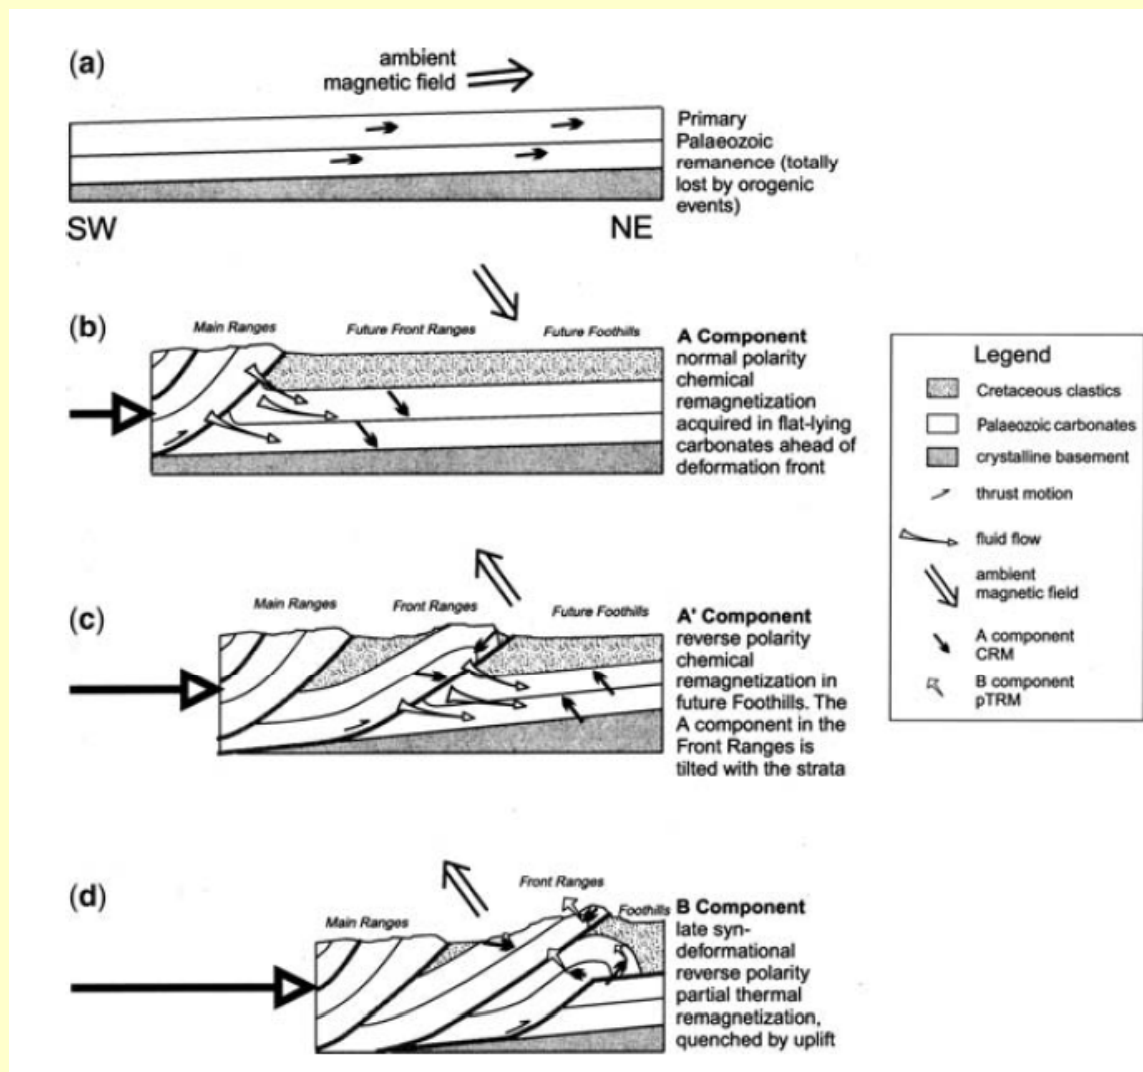 (a)
ambient
magnetic field
Primary
Palaeozoic
remanence (totally
lost by orogenic
events)
SW
NE
(b)
Main Ranges
Future Front Ranges
Future Foothills
A Component
normal polarity
chemical
remagnetization
acquired in flat-lying
carbonates ahead of
deformation front
Legend
Cretaceous clastics
Palaeozoic carbonates
crystalline basement
thrust motion
fluid flow
ambient
magnetic field
A component
CRM
B component
pTRM
(c)
Main Ranges
Front Ranges
Future Foothills
A' Component
reverse polarity
chemical
remagnetization in
future Foothills. The
A component in the
Front Ranges is
tilted with the strata
(d)
Main Ranges
Front Ranges
Foothills
B Component
late syn-
deformational
reverse polarity
partial thermal
remagnetization,
quenched by uplift